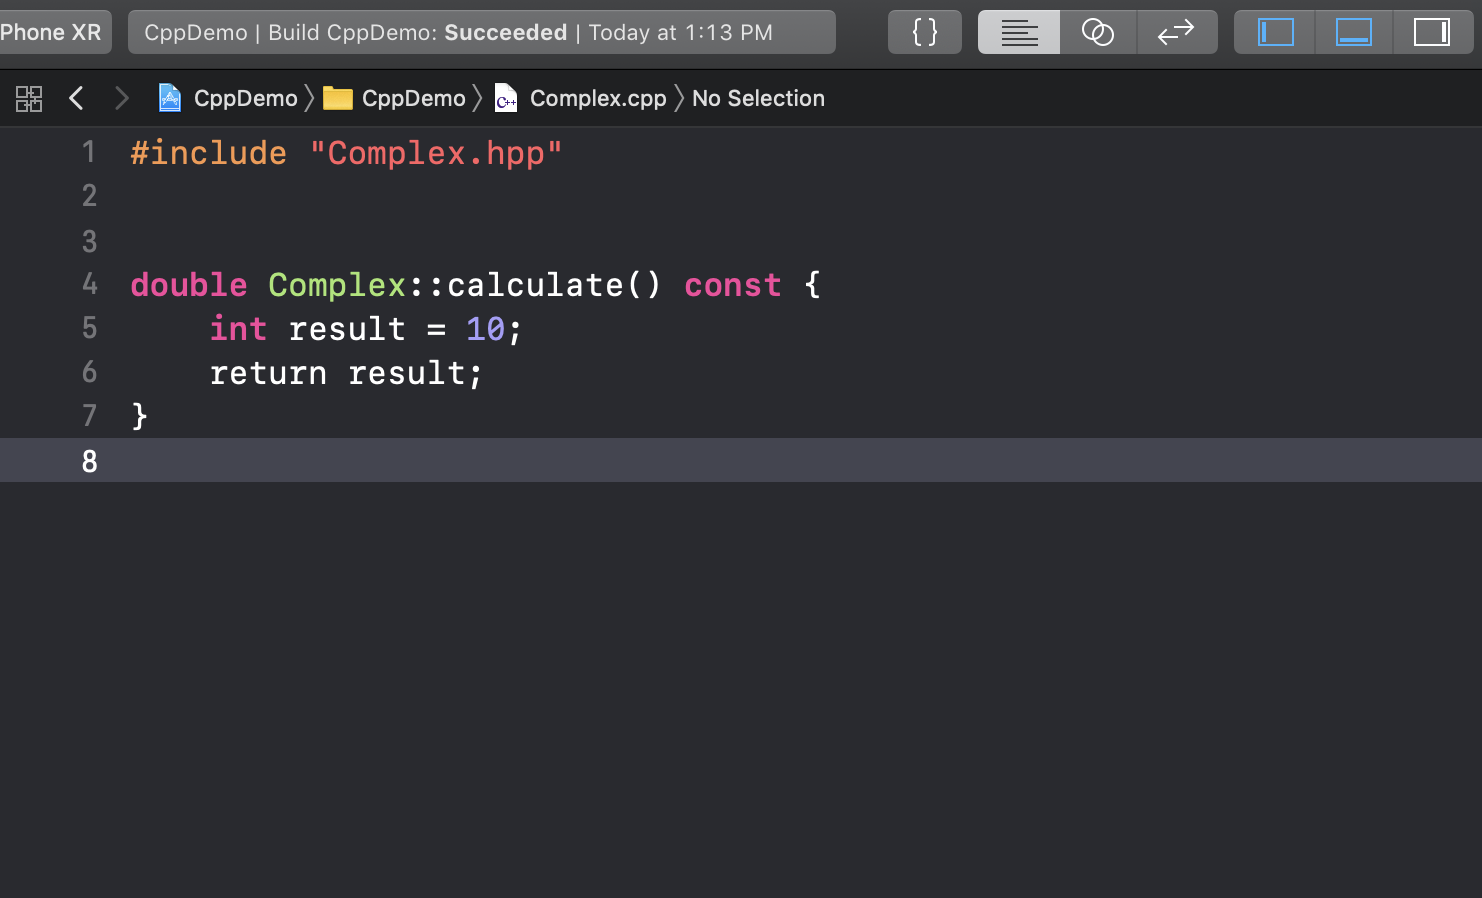 Phone XR
CppDemo | Build CppDemo: Succeeded | Today at 1:13 PM
{}
CppDemo 〉 CppDemo 〉 C++ Complex.cpp 〉 No Selection
1 #include "Complex.hpp"
2
3
4 double Complex::calculate() const {
5     int result = 10;
6     return result;
7 }
8